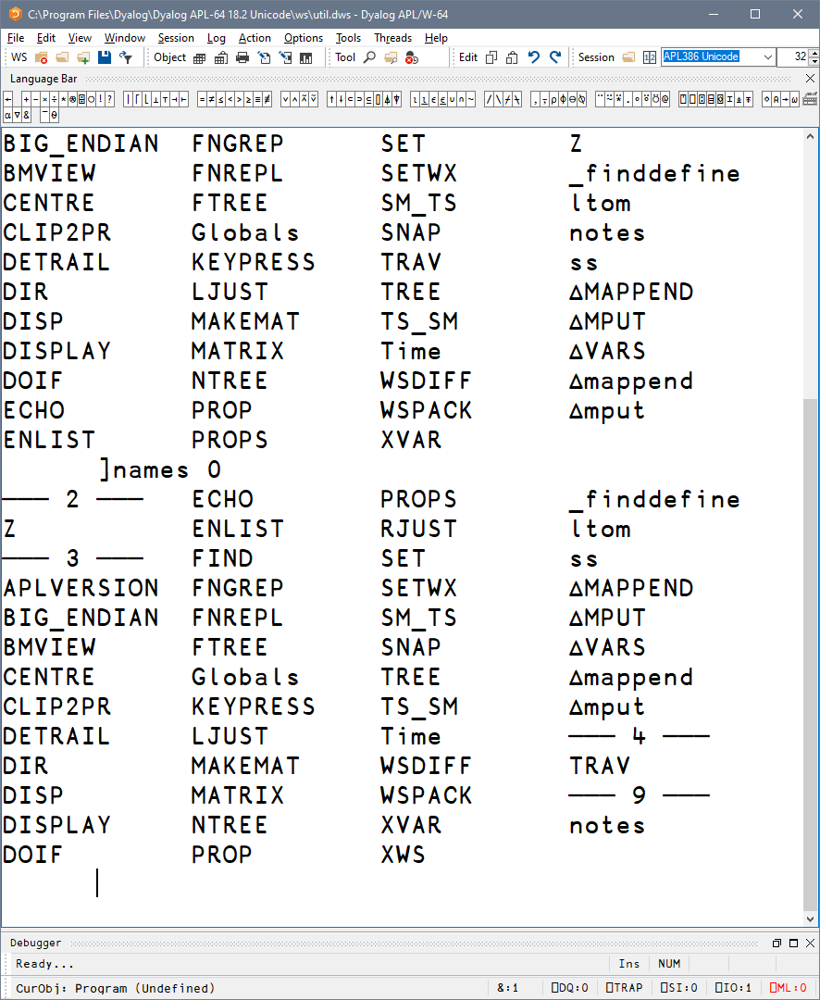 C:\Program Files\Dyalog\Dyalog APL-64 18.2 Unicode\ws\util.dws - Dyalog APL/W-64
File Edit View Window Session Log Action Options Tools Threads Help
WS Object Tool Edit Session APL386 Unicode 32
Language Bar
← + - × ÷ * ⍟ ⌹ ○ ! ? | ⌈ ⌊ ⊥ ⊤ ⊣ ⊢ = ≠ ≤ < > ≥ ≡ ≢ ∨ ∧ ⍲ ⍱ ↑ ↓ ⊂ ⊃ ⊆ ⌷ ⍋ ⍒ ⍳ ⍸ ∊ ⍷ ∪ ∩ ~ / \ ⌿ ⍀ , ⍪ ⍴ ⌽ ⊖ ⍉ ¨ ⍨ ⍣ . ∘ ⍤ ⍥ @ ⌶ ⍎ ⍕ ⋄ ⍝ → ⍵
⍺ ∇ & ¯ ⍬
BIG_ENDIAN FNGREP SET Z
BMVIEW FNREPL SETWX _finddefine
CENTRE FTREE SM_TS ltom
CLIP2PR Globals SNAP notes
DETRAIL KEYPRESS TRAV ss
DIR LJUST TREE ∆MAPPEND
DISP MAKEMAT TS_SM ∆MPUT
DISPLAY MATRIX Time ∆VARS
DOIF NTREE WSDIFF ∆mappend
ECHO PROP WSPACK ∆mput
ENLIST PROPS XVAR
]names 0
─── 2 ─── ECHO PROPS _finddefine
Z ENLIST RJUST ltom
─── 3 ─── FIND SET ss
APLVERSION FNGREP SETWX ∆MAPPEND
BIG_ENDIAN FNREPL SM_TS ∆MPUT
BMVIEW FTREE SNAP ∆VARS
CENTRE Globals TREE ∆mappend
CLIP2PR KEYPRESS TS_SM ∆mput
DETRAIL LJUST Time ─── 4 ───
DIR MAKEMAT WSDIFF TRAV
DISP MATRIX WSPACK ─── 9 ───
DISPLAY NTREE XVAR notes
DOIF PROP XWS
Debugger
Ready... Ins NUM
CurObj: Program (Undefined) &:1 ⎕DQ:0 ⎕TRAP ⎕SI:0 ⎕IO:1 ⎕ML:0